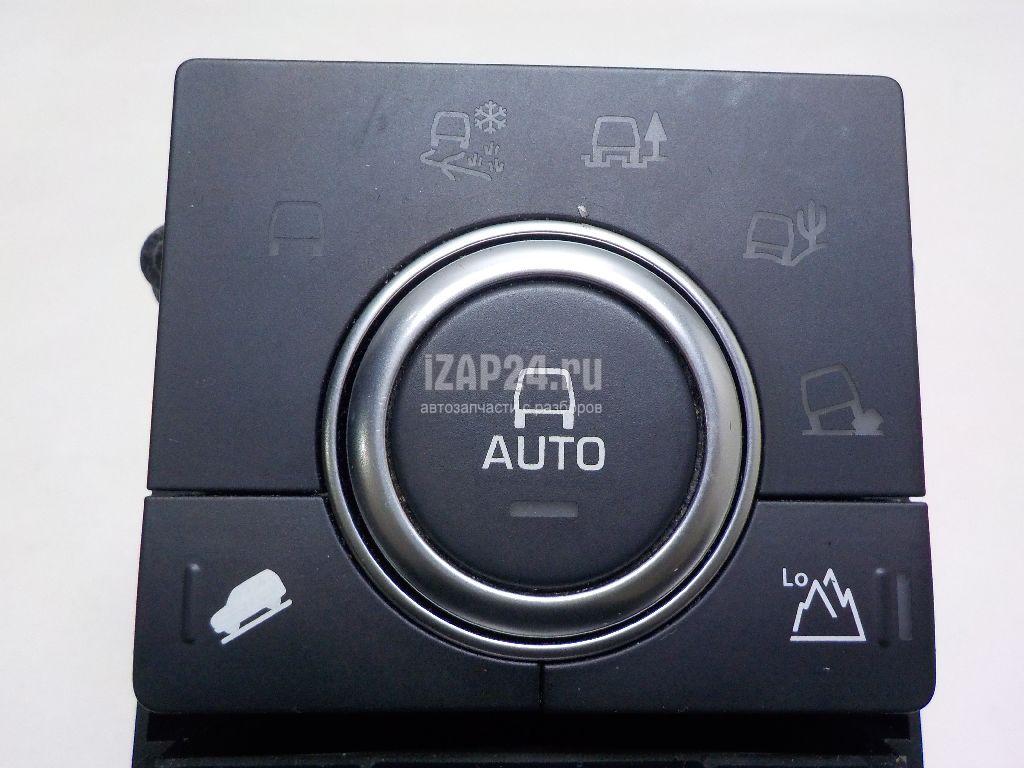 iZAP24.ru
автозапчасти с разборов
AUTO
Lo